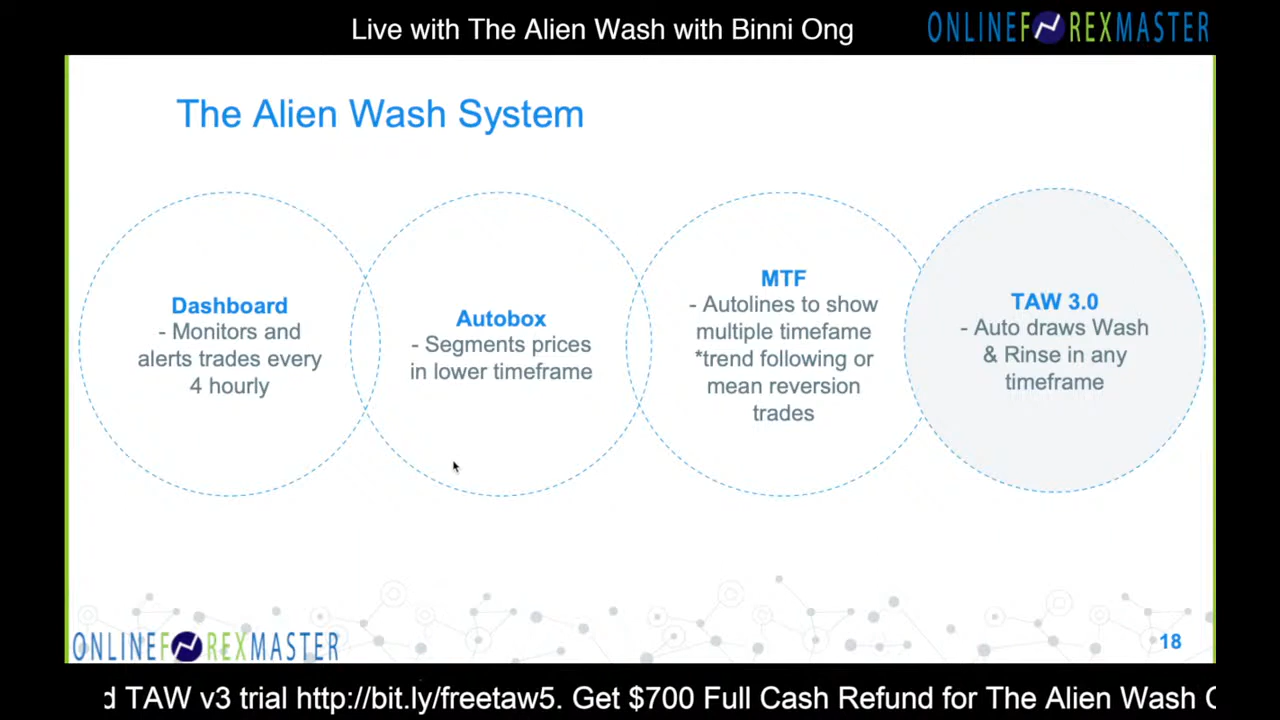 Live with The Alien Wash with Binni Ong
ONLINEFOREXMASTER
The Alien Wash System
Dashboard
- Monitors and
alerts trades every
4 hourly
Autobox
- Segments prices
in lower timeframe
MTF
- Autolines to show
multiple timefame
*trend following or
mean reversion
trades
TAW 3.0
- Auto draws Wash
& Rinse in any
timeframe
ONLINEFOREXMASTER
18
TAW v3 trial http://bit.ly/freetaw5. Get $700 Full Cash Refund for The Alien Wash